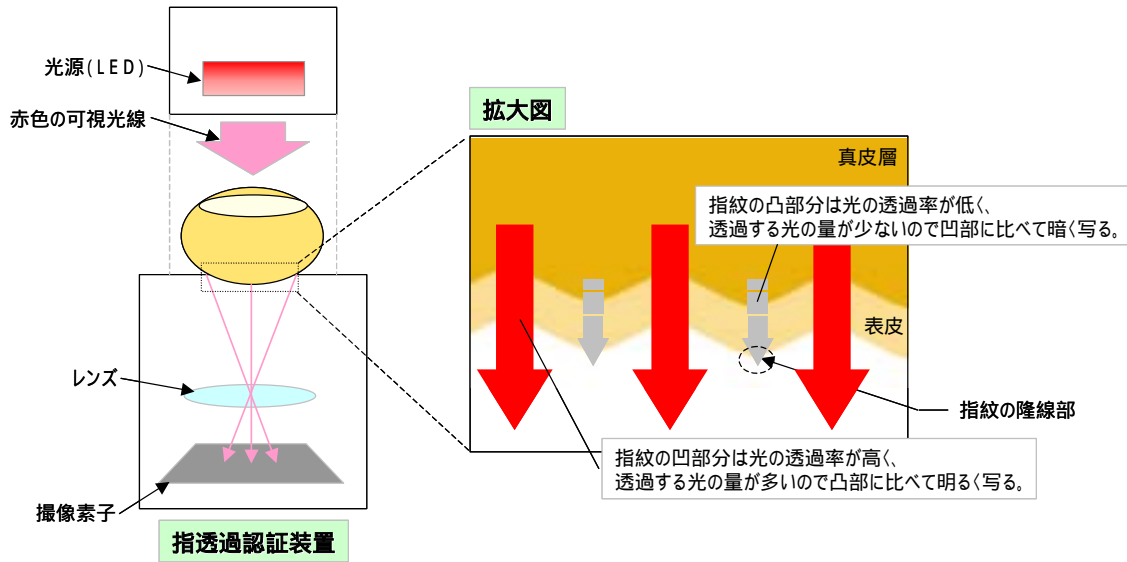 光源(LED)
赤色の可視光線
レンズ
撮像素子
指透過認証装置
拡大図
真皮層
指紋の凸部分は光の透過率が低く、
透過する光の量が少ないので凹部に比べて暗く写る。
表皮
指紋の隆線部
指紋の凹部分は光の透過率が高く、
透過する光の量が多いので凸部に比べて明るく写る。